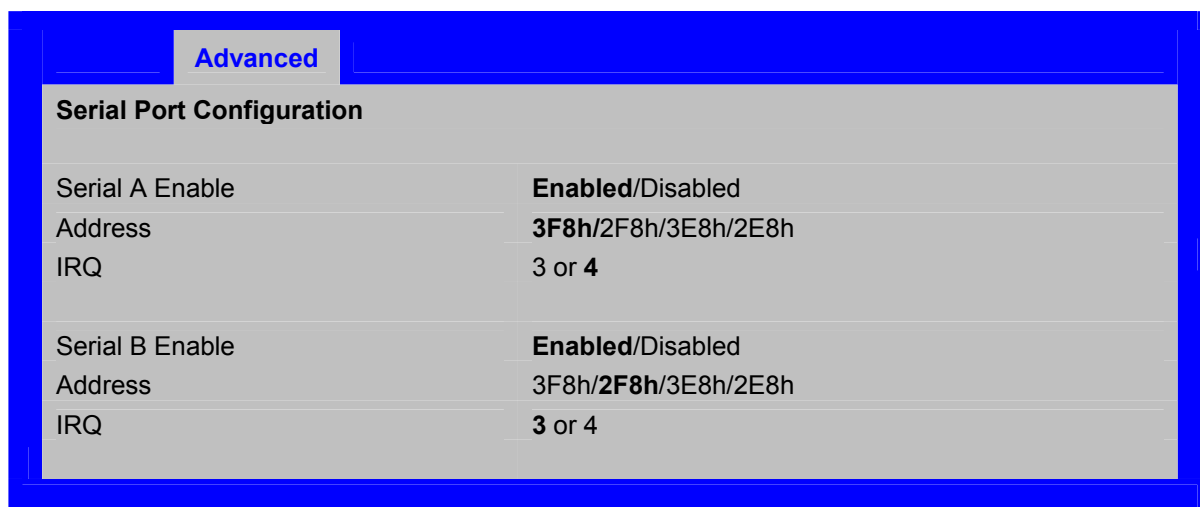 Advanced
Serial Port Configuration
Serial A Enable Enabled/Disabled
Address 3F8h/2F8h/3E8h/2E8h
IRQ 3 or 4
Serial B Enable Enabled/Disabled
Address 3F8h/2F8h/3E8h/2E8h
IRQ 3 or 4